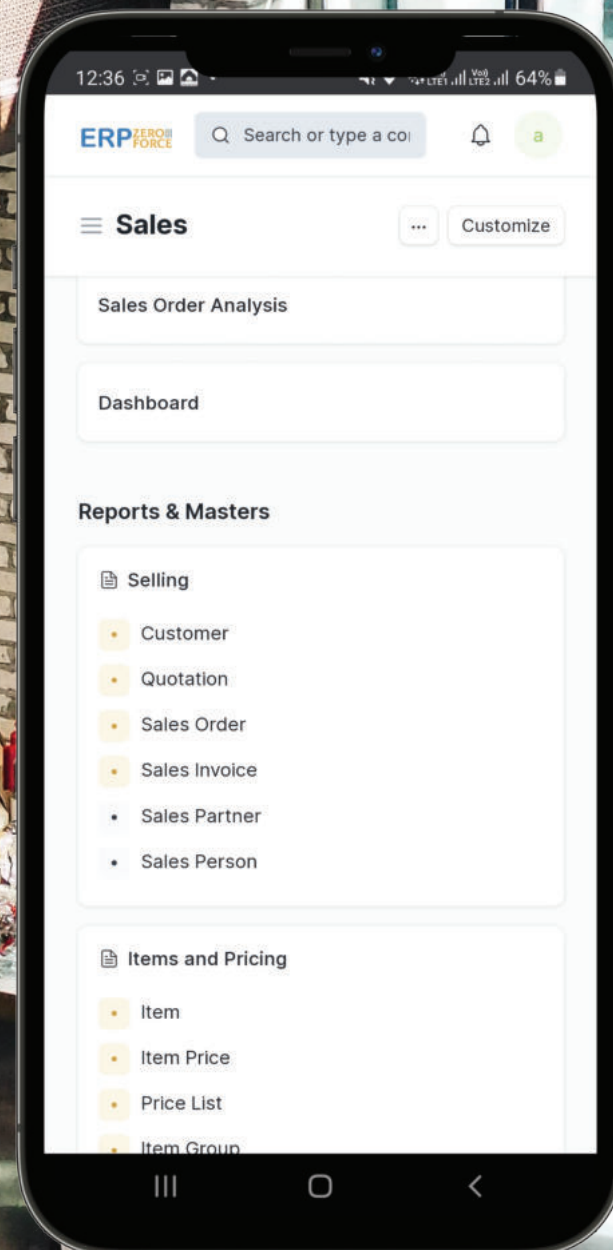 12:36 64%
ERP ZERO FORCE Search or type a co
a
Sales ... Customize
Sales Order Analysis
Dashboard
Reports & Masters
Selling
Customer
Quotation
Sales Order
Sales Invoice
Sales Partner
Sales Person
Items and Pricing
Item
Item Price
Price List
Item Group